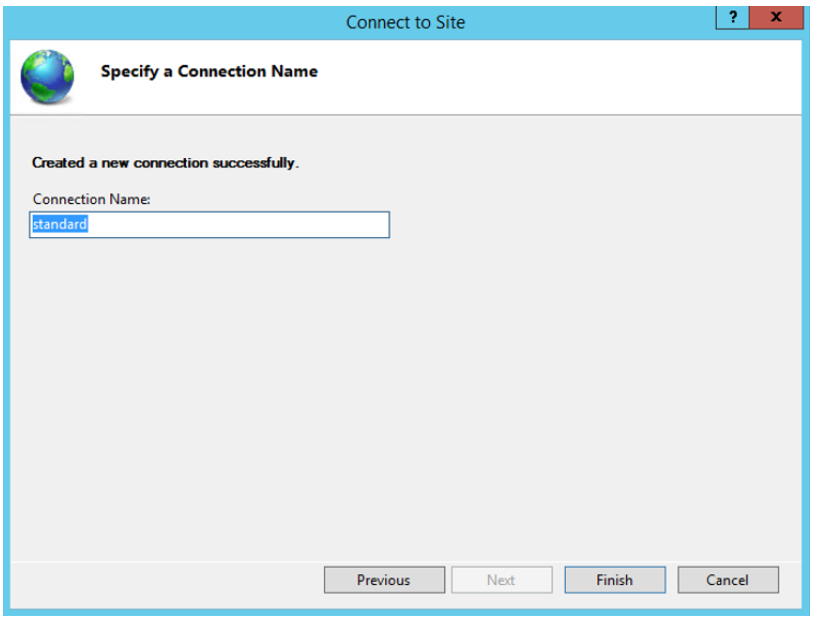 Connect to Site
? x
Specify a Connection Name
Created a new connection successfully.
Connection Name:
standard
Previous Next Finish Cancel